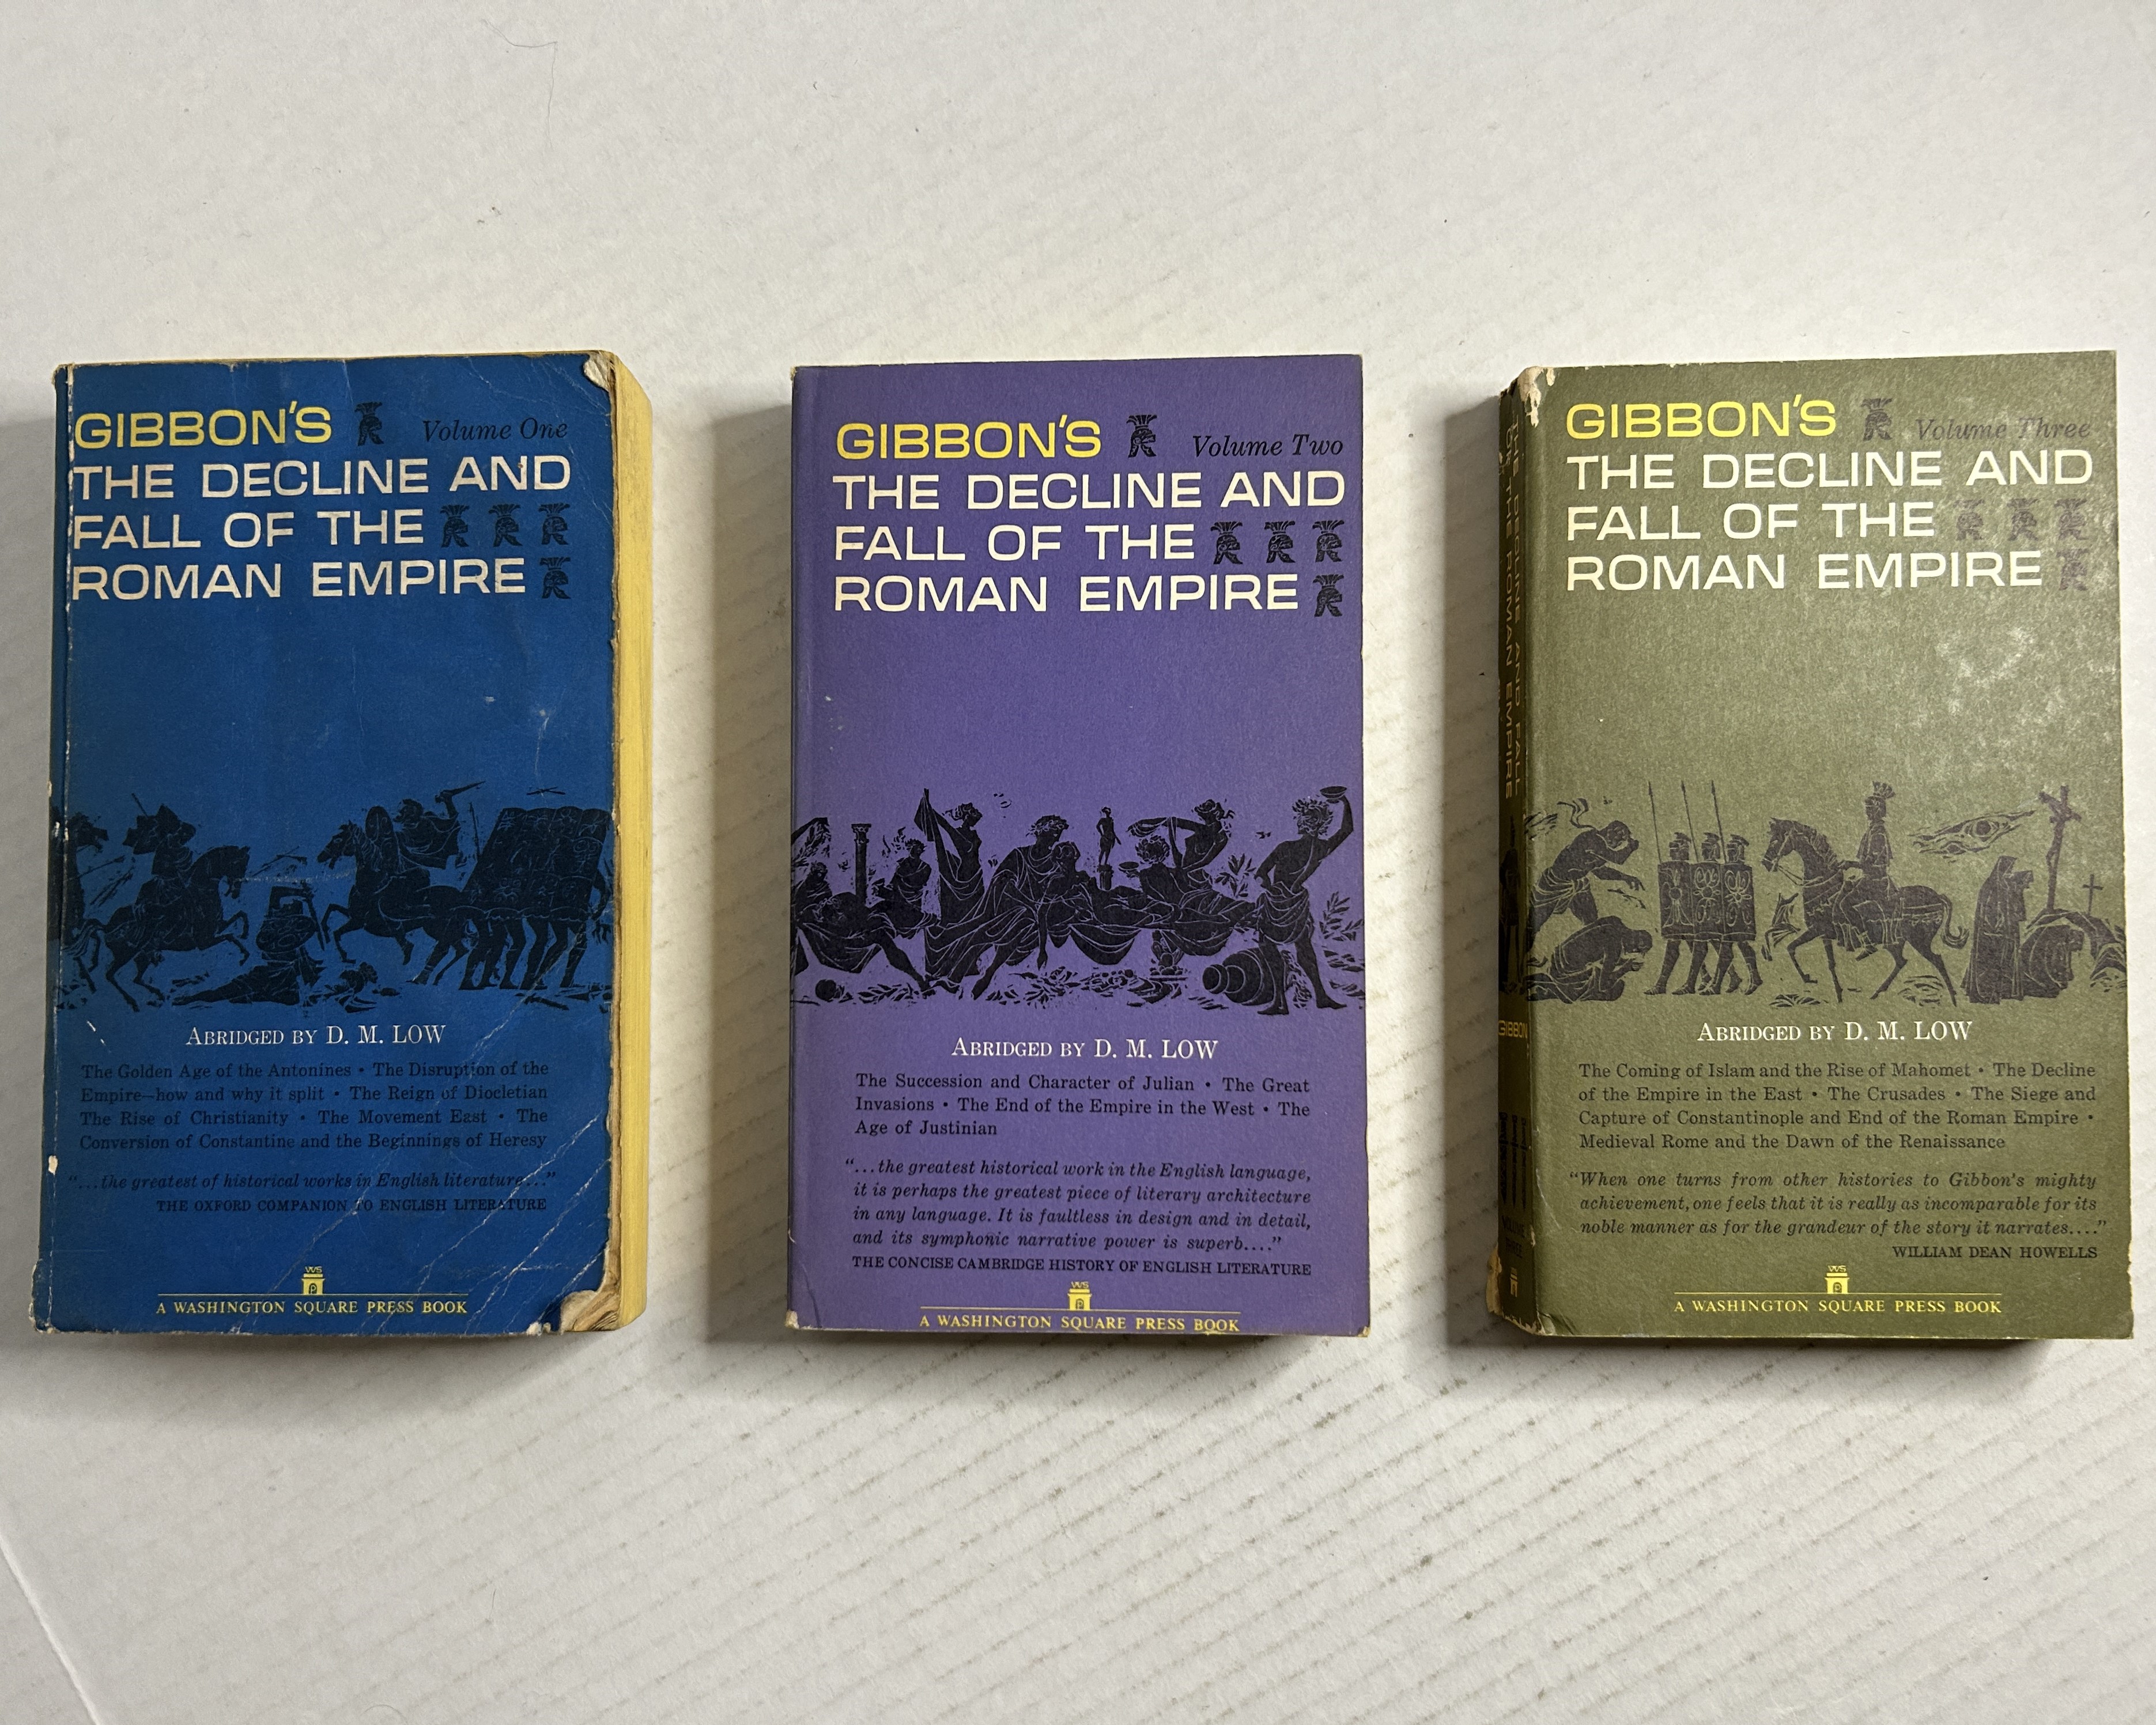 GIBBON'S Volume One
THE DECLINE AND
FALL OF THE
ROMAN EMPIRE
ABRIDGED BY D. M. LOW
The Golden Age of the Antonines • The Disruption of the
Empire—how and why it split • The Reign of Diocletian
The Rise of Christianity • The Movement East • The
Conversion of Constantine and the Beginnings of Heresy
"...the greatest of historical works in English literature..."
THE OXFORD COMPANION TO ENGLISH LITERATURE
WS
P
A WASHINGTON SQUARE PRESS BOOK
GIBBON'S Volume Two
THE DECLINE AND
FALL OF THE
ROMAN EMPIRE
ABRIDGED BY D. M. LOW
The Succession and Character of Julian • The Great
Invasions • The End of the Empire in the West • The
Age of Justinian
"...the greatest historical work in the English language,
it is perhaps the greatest piece of literary architecture
in any language. It is faultless in design and in detail,
and its symphonic narrative power is superb...."
THE CONCISE CAMBRIDGE HISTORY OF ENGLISH LITERATURE
WS
P
A WASHINGTON SQUARE PRESS BOOK
THE DECLINE AND FALL
OF THE ROMAN EMPIRE
GIBBON
GIBBON'S Volume Three
THE DECLINE AND
FALL OF THE
ROMAN EMPIRE
ABRIDGED BY D. M. LOW
The Coming of Islam and the Rise of Mahomet • The Decline
of the Empire in the East • The Crusades • The Siege and
Capture of Constantinople and End of the Roman Empire •
Medieval Rome and the Dawn of the Renaissance
"When one turns from other histories to Gibbon's mighty
achievement, one feels that it is really as incomparable for its
noble manner as for the grandeur of the story it narrates...."
WILLIAM DEAN HOWELLS
WS
P
A WASHINGTON SQUARE PRESS BOOK